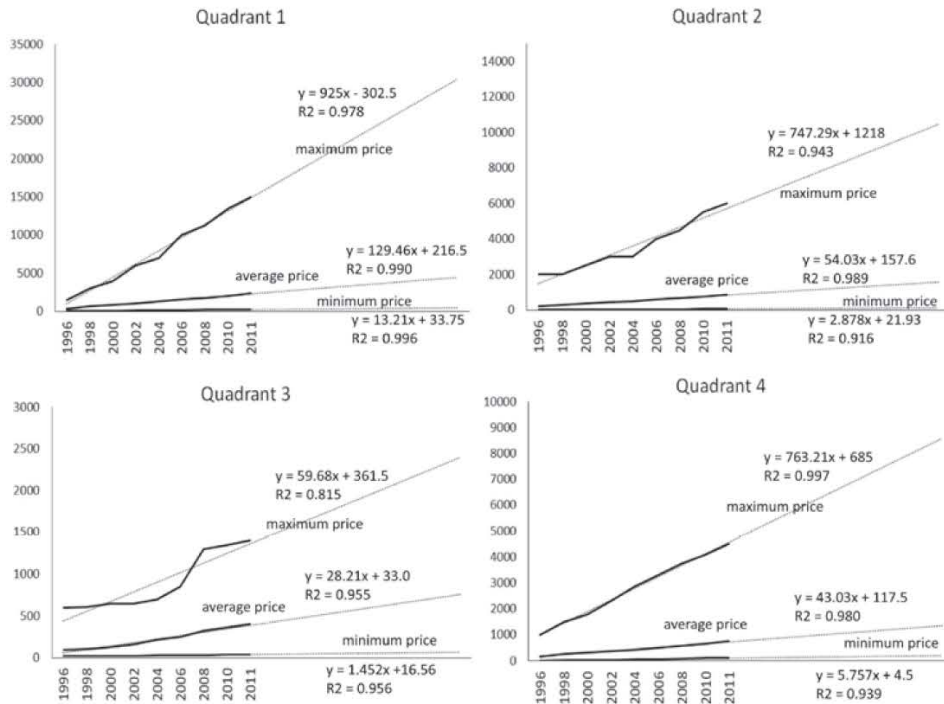 Quadrant 1
35000
30000
25000
20000
15000
10000
5000
0
y = 925x - 302.5
R2 = 0.978
maximum price
y = 129.46x + 216.5
R2 = 0.990
average price
minimum price
y = 13.21x + 33.75
R2 = 0.996
1996
1998
2000
2002
2004
2006
2008
2010
2011
Quadrant 2
14000
12000
10000
8000
6000
4000
2000
0
y = 747.29x + 1218
R2 = 0.943
maximum price
y = 54.03x + 157.6
R2 = 0.989
average price
minimum price
y = 2.878x + 21.93
R2 = 0.916
1996
1998
2000
2002
2004
2006
2008
2010
2011
Quadrant 3
3000
2500
2000
1500
1000
500
0
y = 59.68x + 361.5
R2 = 0.815
maximum price
y = 28.21x + 33.0
R2 = 0.955
average price
minimum price
y = 1.452x +16.56
R2 = 0.956
1996
1998
2000
2002
2004
2006
2008
2010
2011
Quadrant 4
10000
9000
8000
7000
6000
5000
4000
3000
2000
1000
0
y = 763.21x + 685
R2 = 0.997
maximum price
y = 43.03x + 117.5
R2 = 0.980
average price
minimum price
y = 5.757x + 4.5
R2 = 0.939
1996
1998
2000
2002
2004
2006
2008
2010
2011